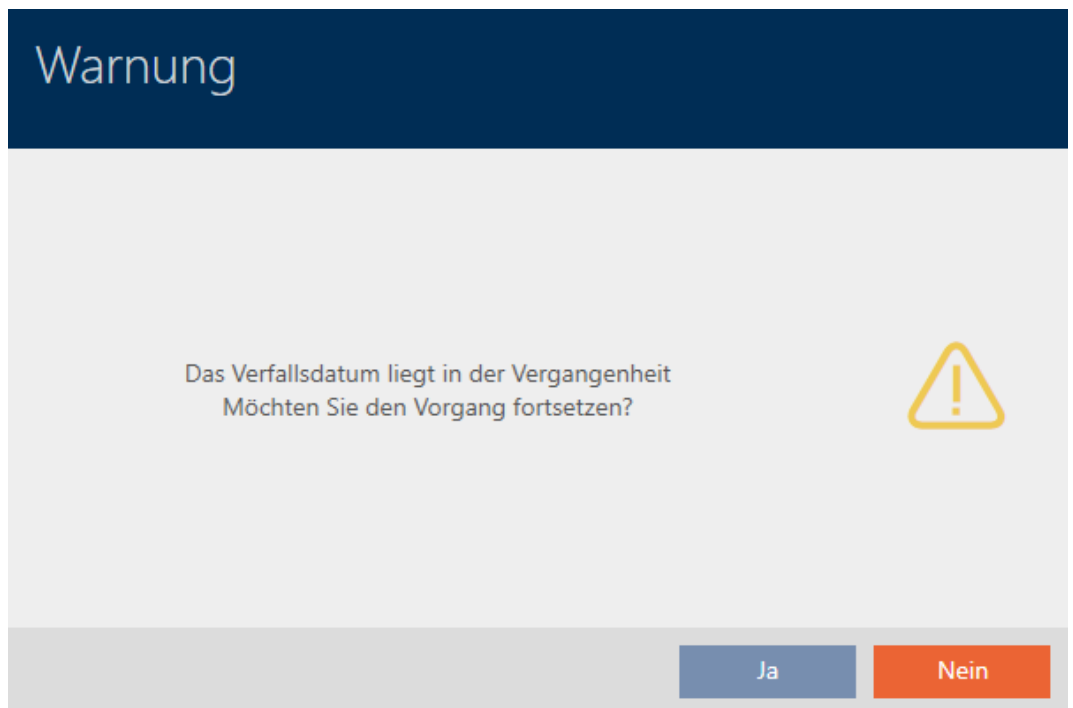 Warnung
Das Verfallsdatum liegt in der Vergangenheit
Möchten Sie den Vorgang fortsetzen?
Ja
Nein